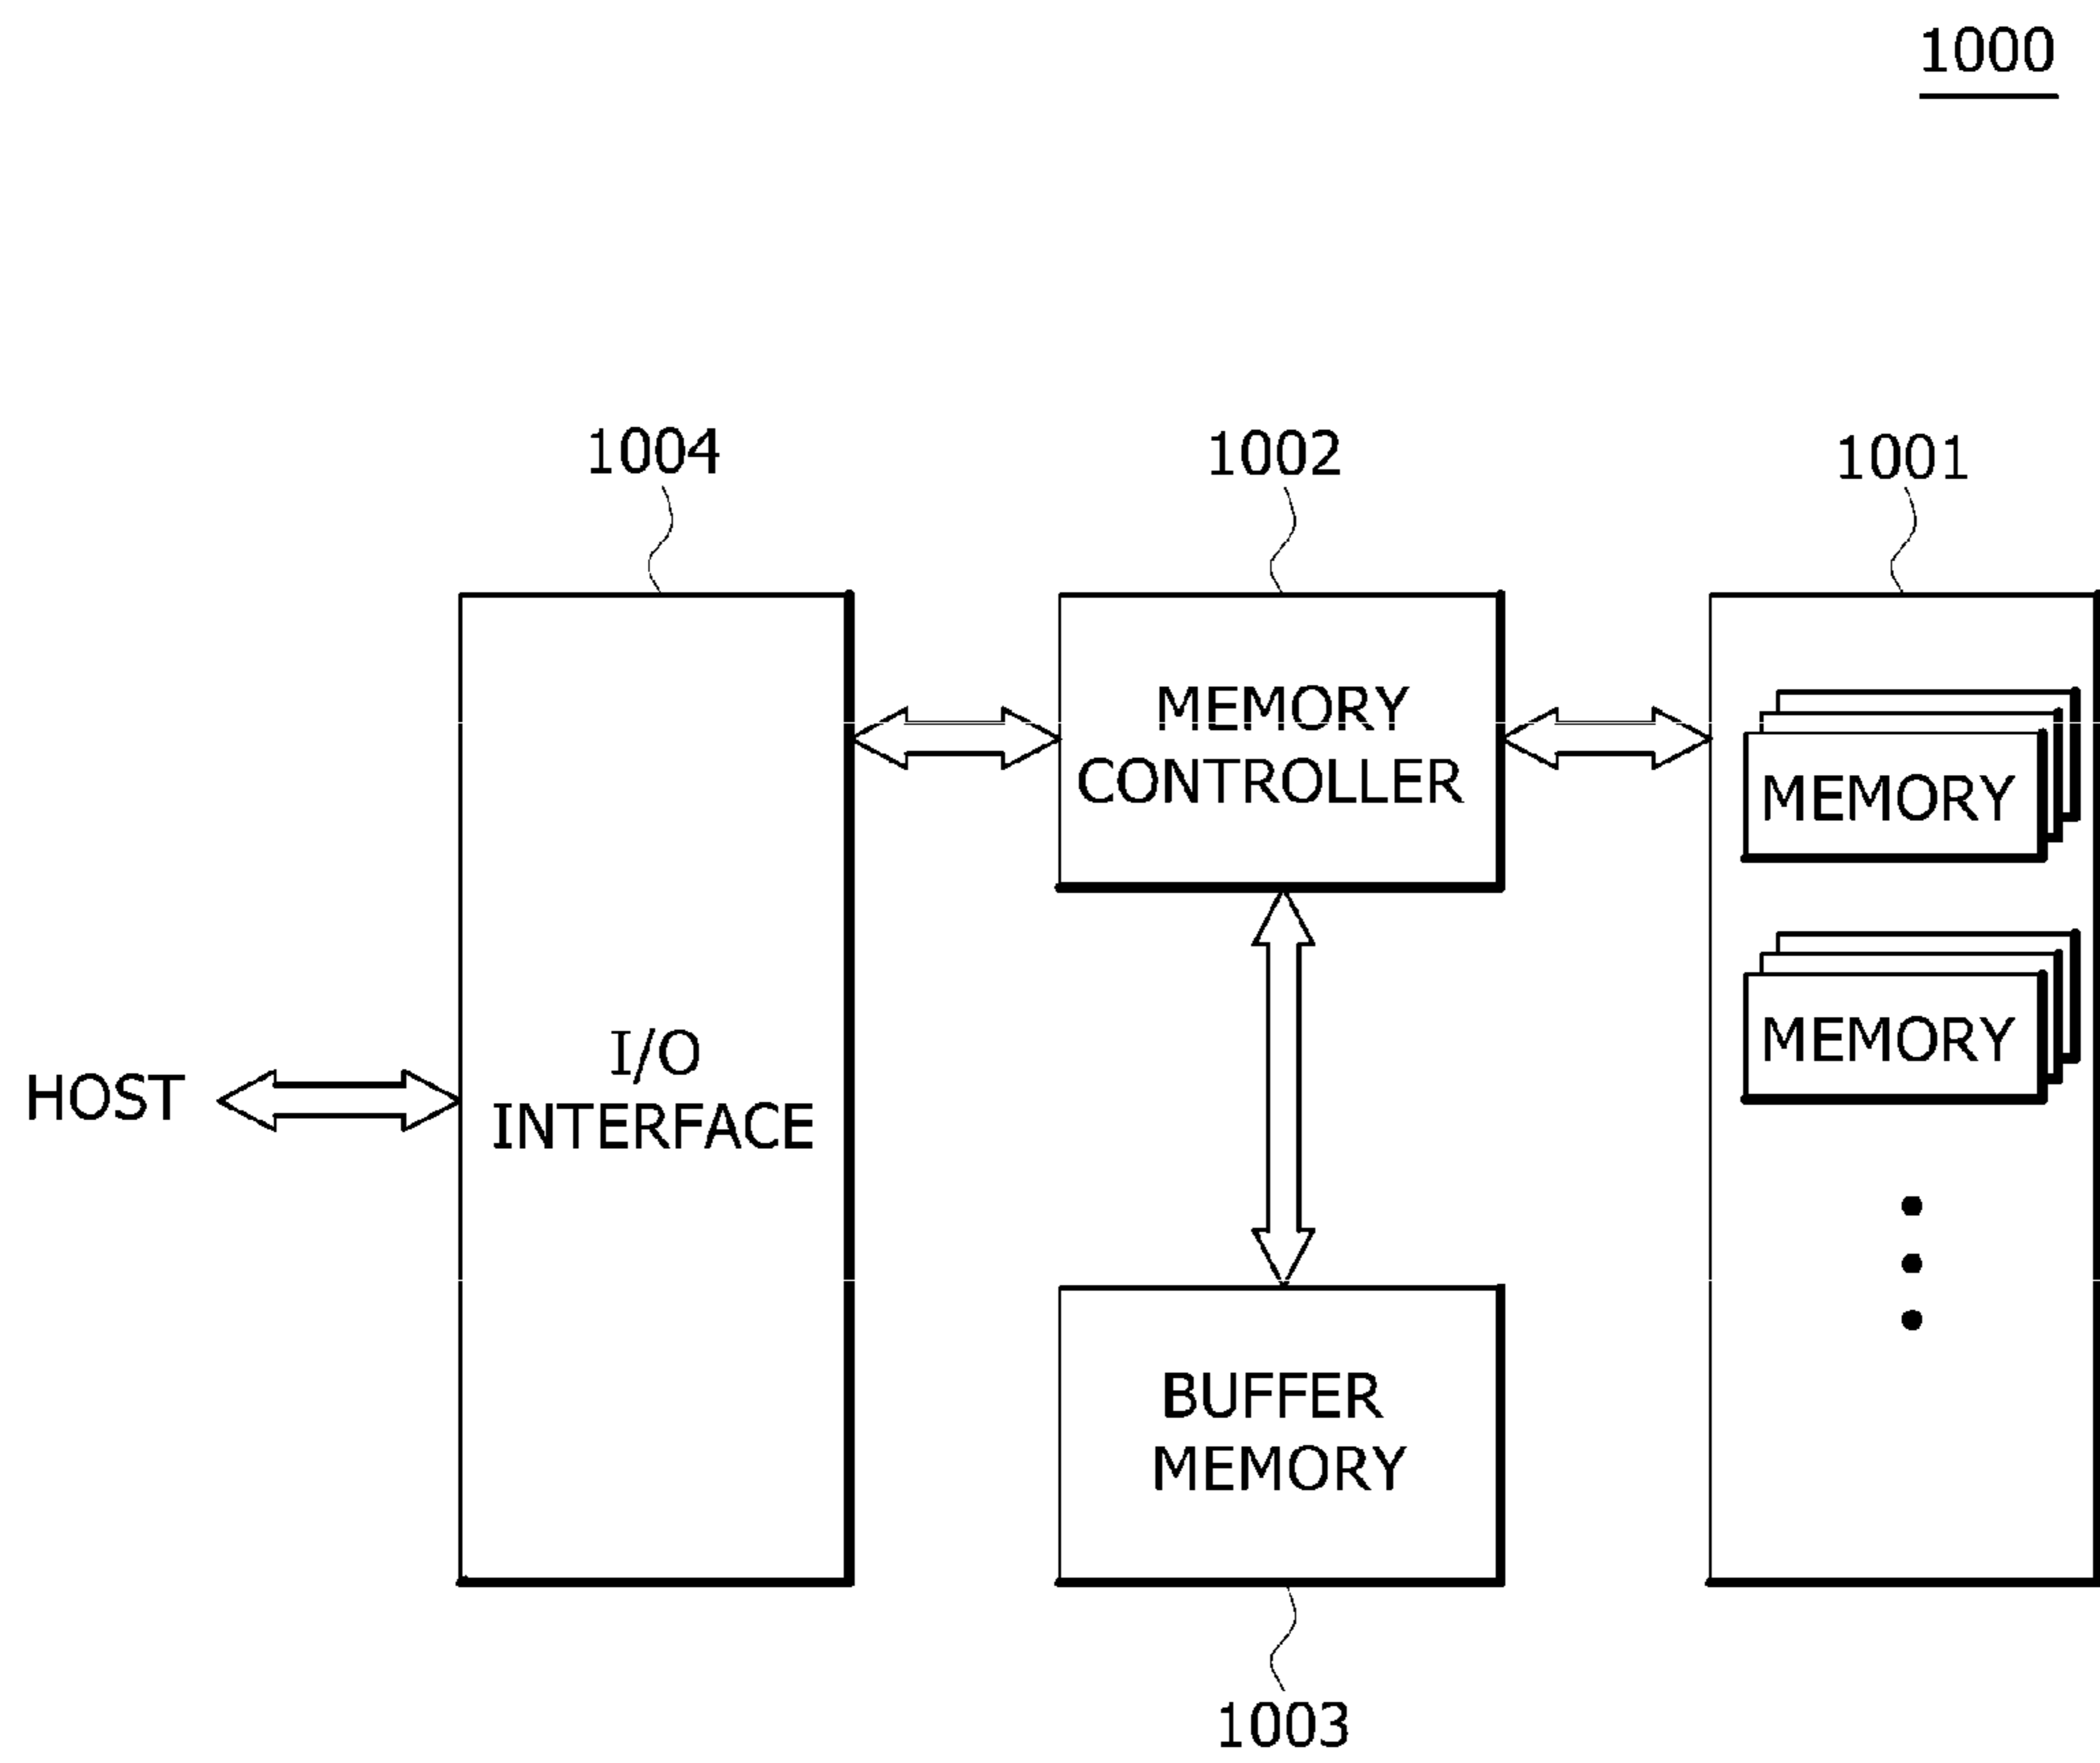 1000
1004
1002
1001
MEMORY
CONTROLLER
MEMORY
MEMORY
I/O
INTERFACE
HOST
BUFFER
MEMORY
1003